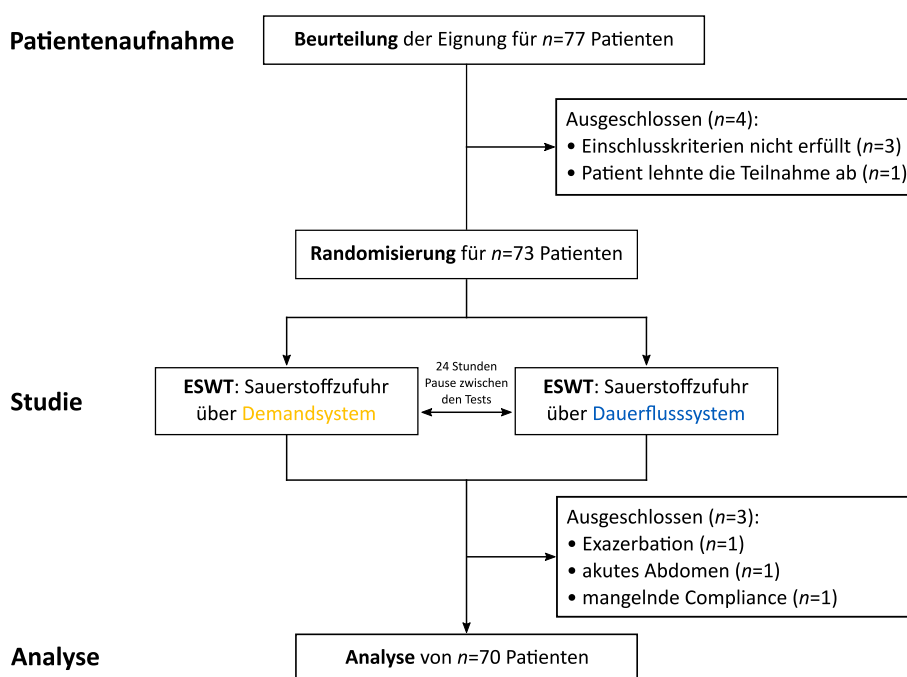 Patientenaufnahme
Beurteilung der Eignung für n=77 Patienten
Ausgeschlossen (n=4):
• Einschlusskriterien nicht erfüllt (n=3)
• Patient lehnte die Teilnahme ab (n=1)
Randomisierung für n=73 Patienten
Studie
ESWT: Sauerstoffzufuhr
über Demandsystem
24 Stunden
Pause zwischen
den Tests
ESWT: Sauerstoffzufuhr
über Dauerflusssystem
Ausgeschlossen (n=3):
• Exazerbation (n=1)
• akutes Abdomen (n=1)
• mangelnde Compliance (n=1)
Analyse
Analyse von n=70 Patienten